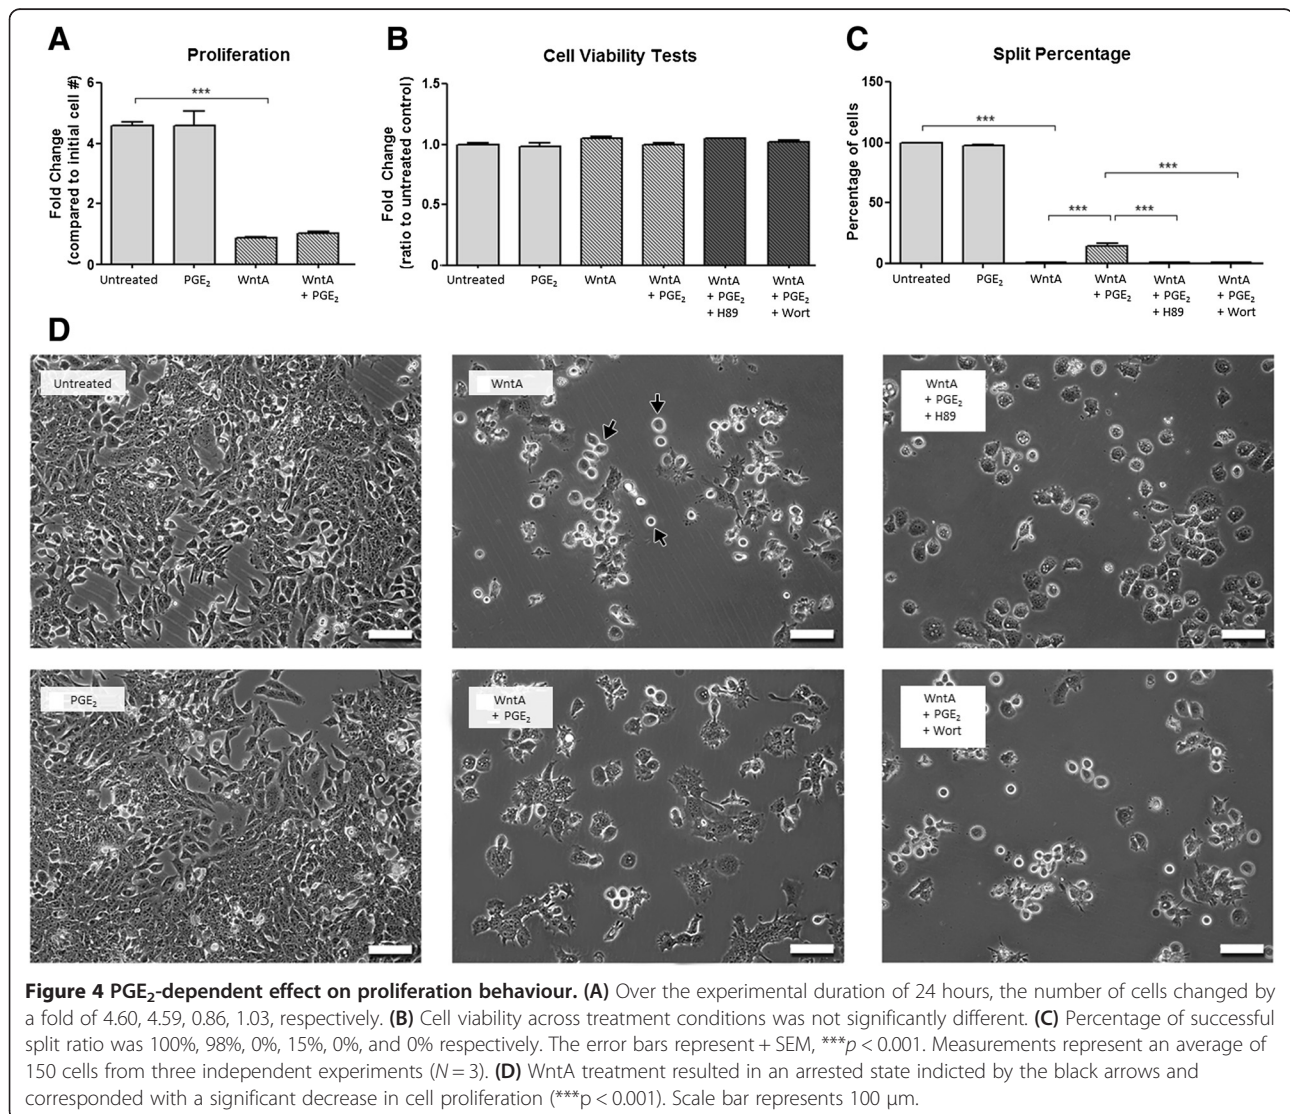 A
Proliferation
Fold Change
(compared to initial cell #)
6
4
2
0
***
Untreated
PGE₂
WntA
WntA
+ PGE₂
B
Cell Viability Tests
Fold Change
(ratio to untreated control)
1.5
1.0
0.5
0
Untreated
PGE₂
WntA
WntA
+ PGE₂
WntA
+ PGE₂
+ H89
WntA
+ PGE₂
+ Wort
C
Split Percentage
Percentage of cells
150
100
50
0
***
***
***
***
Untreated
PGE₂
WntA
WntA
+ PGE₂
WntA
+ PGE₂
+ H89
WntA
+ PGE₂
+ Wort
D
Untreated
WntA
WntA
+ PGE₂
+ H89
PGE₂
WntA
+ PGE₂
WntA
+ PGE₂
+ Wort
Figure 4 PGE₂-dependent effect on proliferation behaviour. (A) Over the experimental duration of 24 hours, the number of cells changed by
a fold of 4.60, 4.59, 0.86, 1.03, respectively. (B) Cell viability across treatment conditions was not significantly different. (C) Percentage of successful
split ratio was 100%, 98%, 0%, 15%, 0%, and 0% respectively. The error bars represent + SEM, ***p < 0.001. Measurements represent an average of
150 cells from three independent experiments (N = 3). (D) WntA treatment resulted in an arrested state indicted by the black arrows and
corresponded with a significant decrease in cell proliferation (***p < 0.001). Scale bar represents 100 μm.